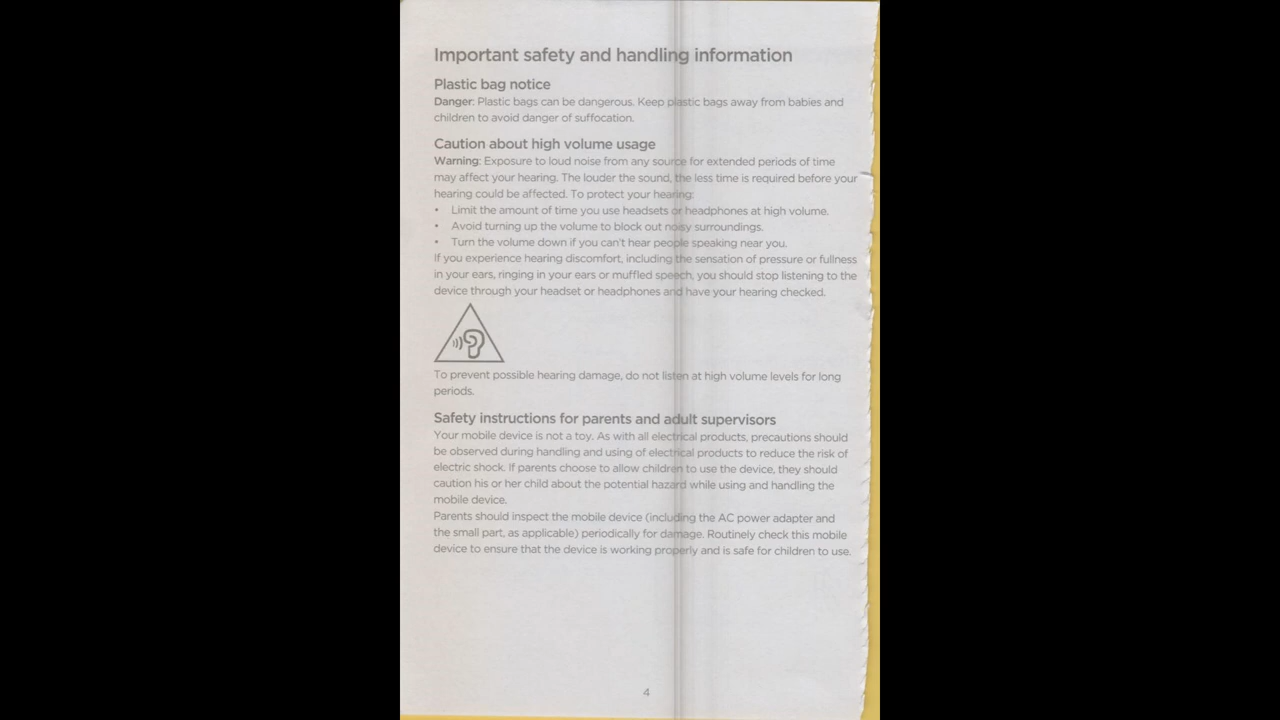 Important safety and handling information
Plastic bag notice
Danger: Plastic bags can be dangerous. Keep plastic bags away from babies and
children to avoid danger of suffocation.
Caution about high volume usage
Warning: Exposure to loud noise from any source for extended periods of time
may affect your hearing. The louder the sound, the less time is required before your
hearing could be affected. To protect your hearing:
• Limit the amount of time you use headsets or headphones at high volume.
• Avoid turning up the volume to block out noisy surroundings.
• Turn the volume down if you can't hear people speaking near you.
If you experience hearing discomfort, including the sensation of pressure or fullness
in your ears, ringing in your ears or muffled speech, you should stop listening to the
device through your headset or headphones and have your hearing checked.
To prevent possible hearing damage, do not listen at high volume levels for long
periods.
Safety instructions for parents and adult supervisors
Your mobile device is not a toy. As with all electrical products, precautions should
be observed during handling and using of electrical products to reduce the risk of
electric shock. If parents choose to allow children to use the device, they should
caution his or her child about the potential hazard while using and handling the
mobile device.
Parents should inspect the mobile device (including the AC power adapter and
the small part, as applicable) periodically for damage. Routinely check this mobile
device to ensure that the device is working properly and is safe for children to use.
4